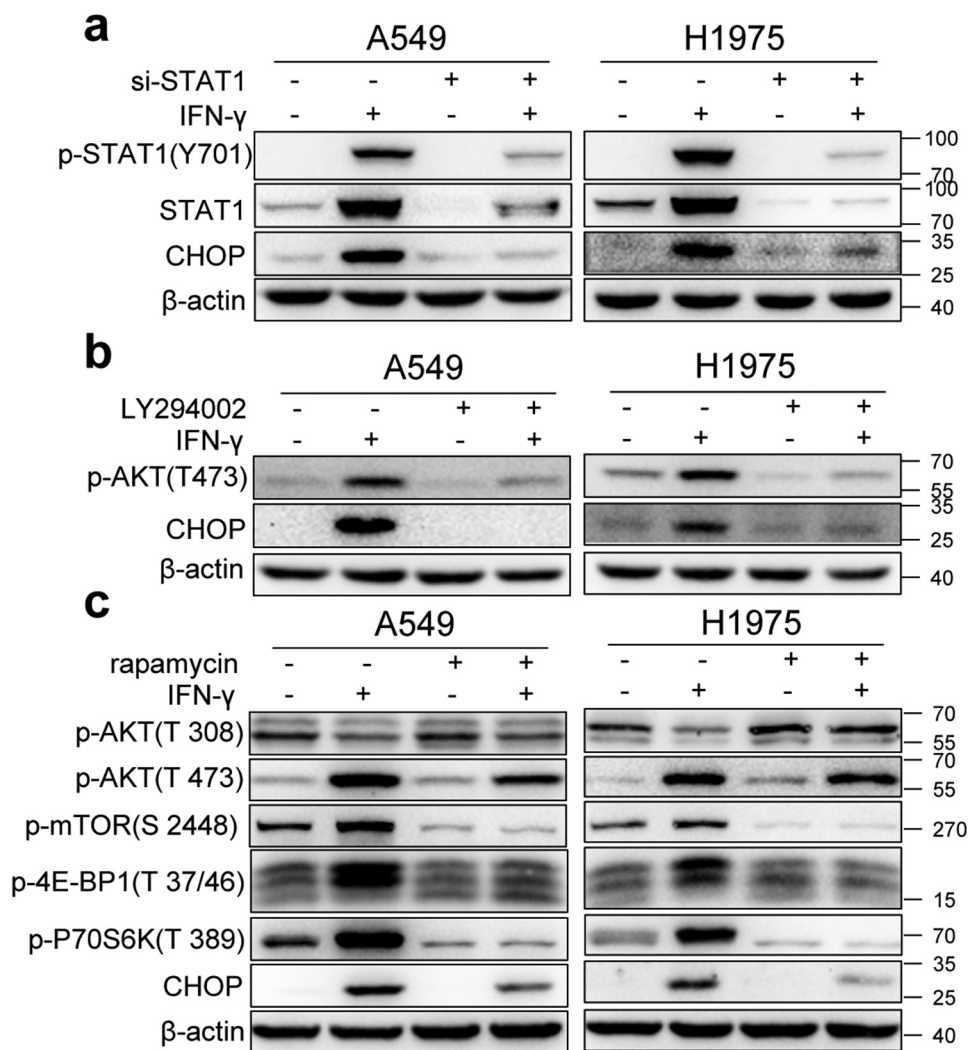 a
A549 H1975
si-STAT1 - - + + - - + +
IFN-γ - + - + - + - +
p-STAT1(Y701) 100
70
STAT1 100
70
CHOP 35
25
β-actin 40
b
A549 H1975
LY294002 - - + + - - + +
IFN-γ - + - + - + - +
p-AKT(T473) 70
55
CHOP 35
25
β-actin 40
c
A549 H1975
rapamycin - - + + - - + +
IFN-γ - + - + - + - +
p-AKT(T 308) 70
55
p-AKT(T 473) 70
55
p-mTOR(S 2448) 270
p-4E-BP1(T 37/46) 15
p-P70S6K(T 389) 70
CHOP 35
25
β-actin 40